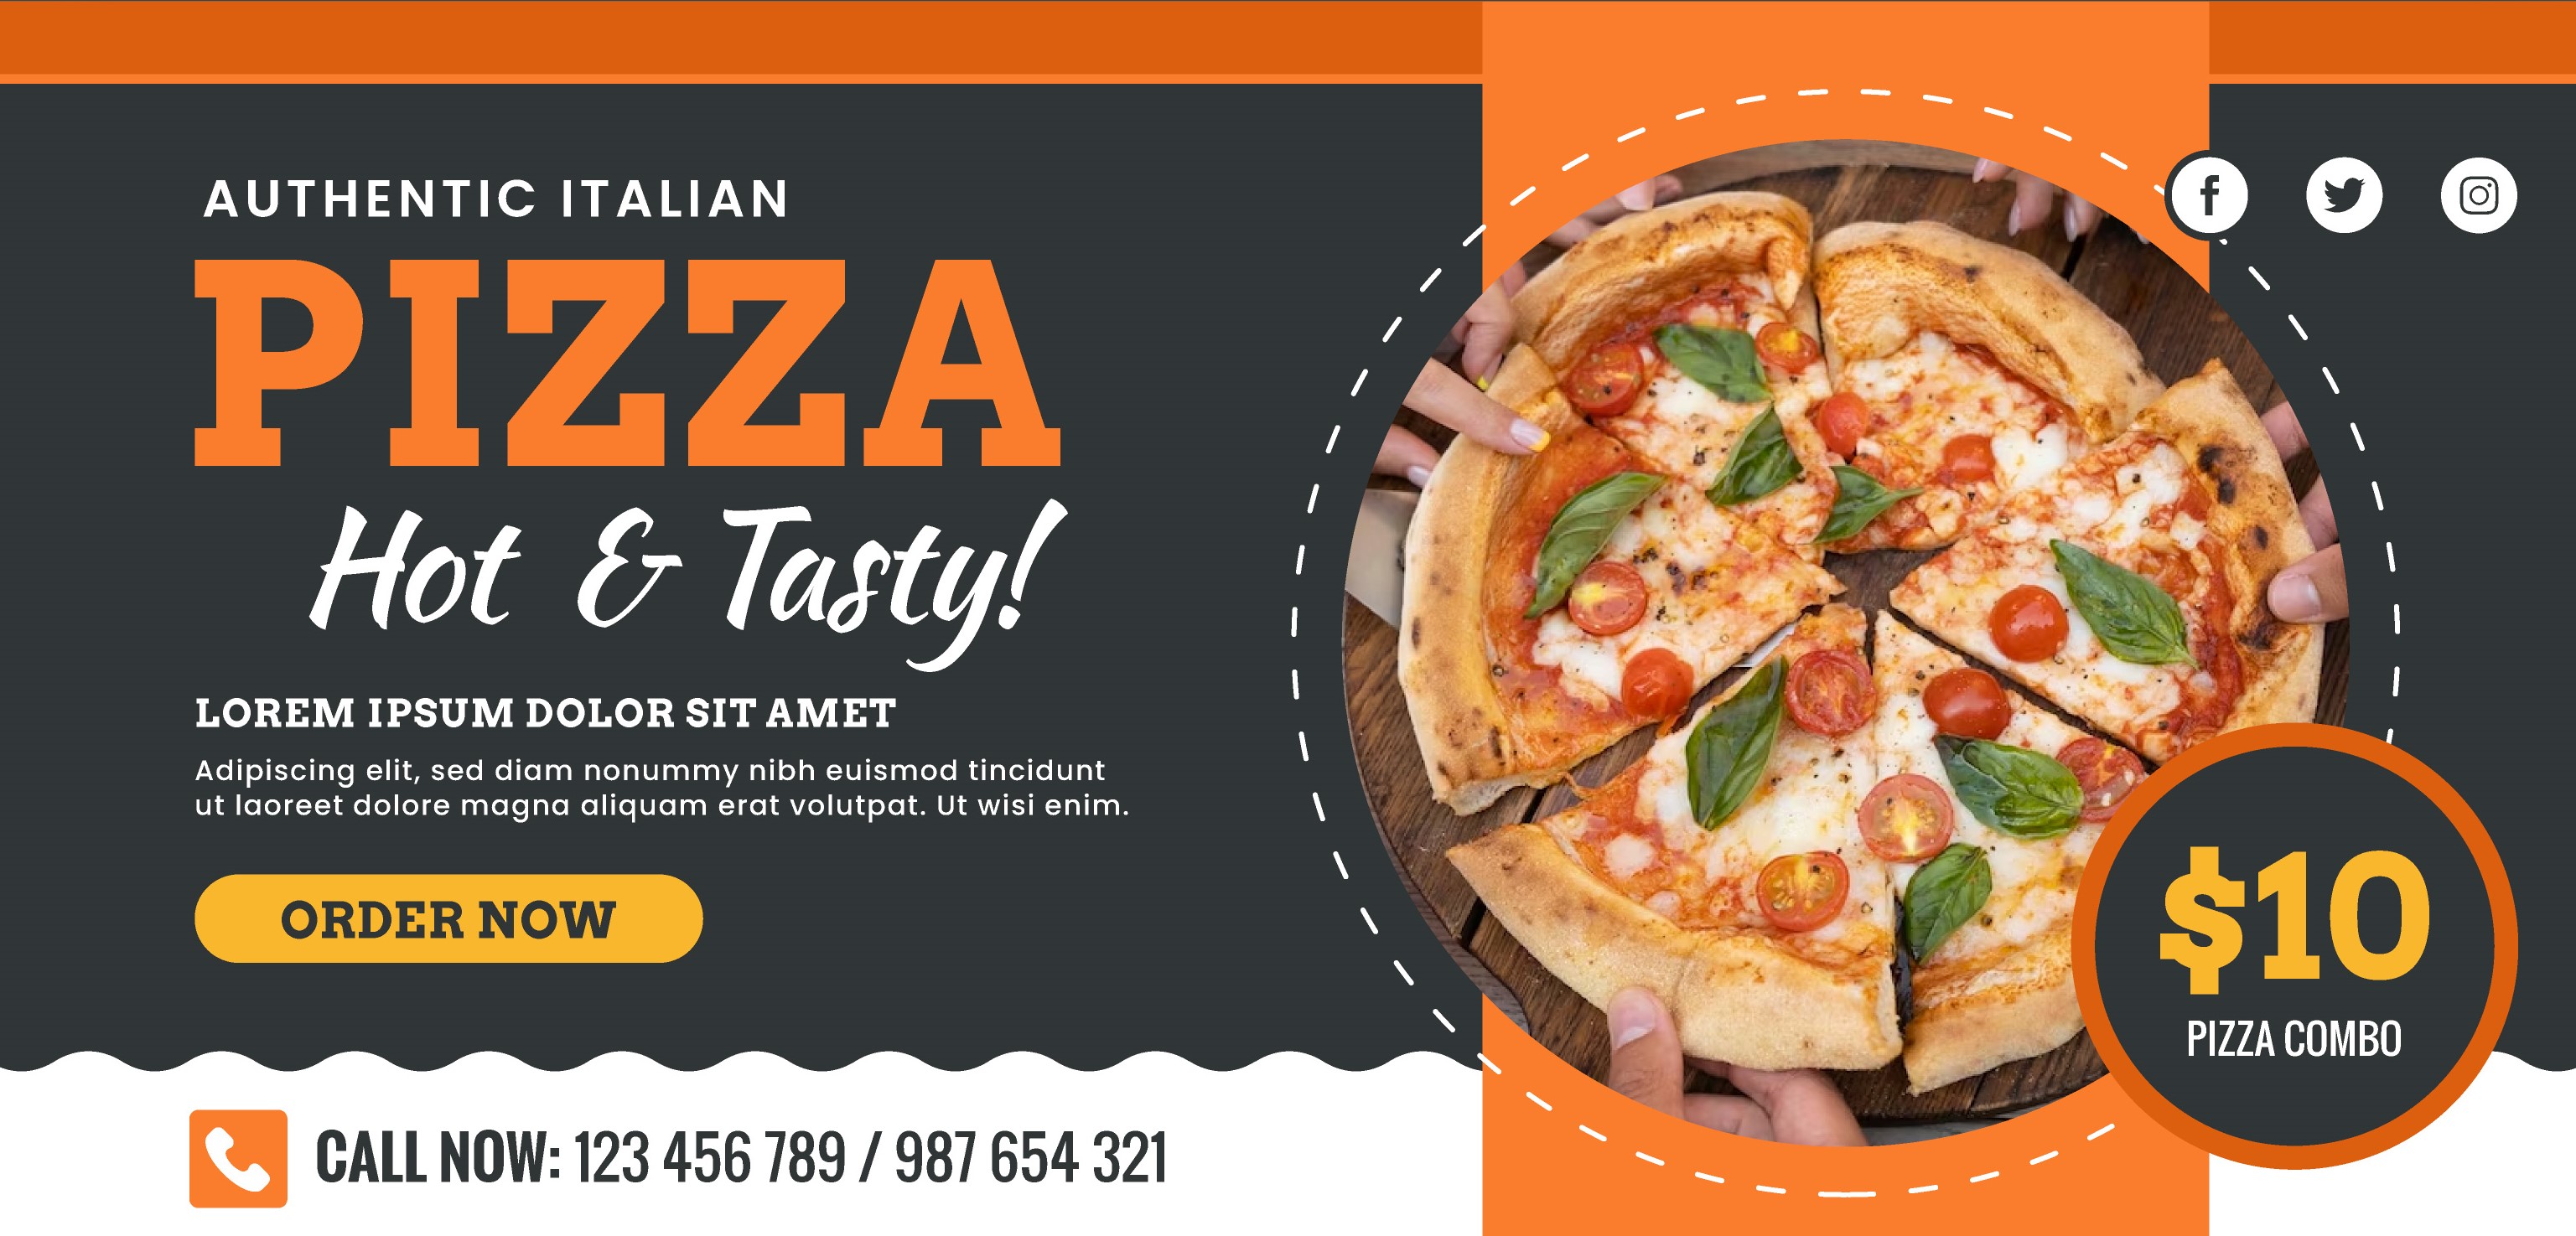 AUTHENTIC ITALIAN
PIZZA
Hot & Tasty!
LOREM IPSUM DOLOR SIT AMET
Adipiscing elit, sed diam nonummy nibh euismod tincidunt
ut laoreet dolore magna aliquam erat volutpat. Ut wisi enim.
ORDER NOW
$10
PIZZA COMBO
CALL NOW: 123 456 789 / 987 654 321